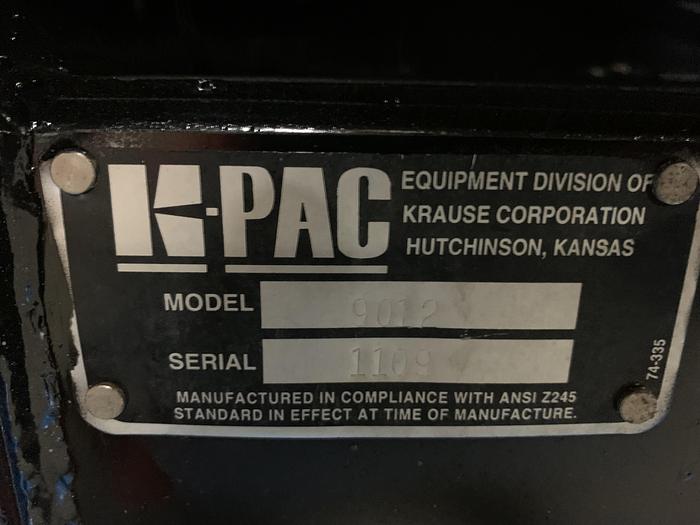 K-PAC
EQUIPMENT DIVISION OF
KRAUSE CORPORATION
HUTCHINSON, KANSAS
MODEL 9012
SERIAL 1109
74-335
MANUFACTURED IN COMPLIANCE WITH ANSI Z245
STANDARD IN EFFECT AT TIME OF MANUFACTURE.